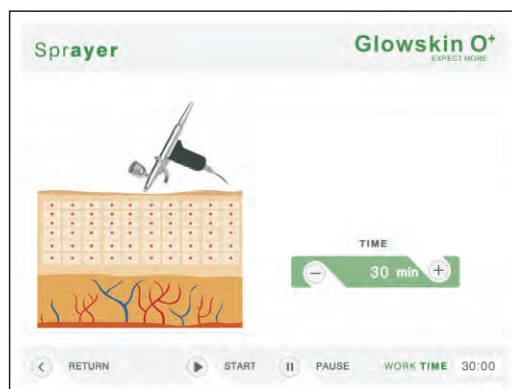 Sprayer
Glowskin O+
EXPECT MORE
TIME
30 min
RETURN
START
PAUSE
WORK TIME 30:00